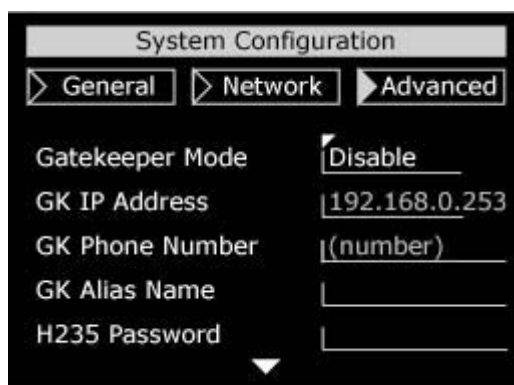 System Configuration
General Network Advanced
Gatekeeper Mode Disable
GK IP Address 192.168.0.253
GK Phone Number (number)
GK Alias Name
H235 Password